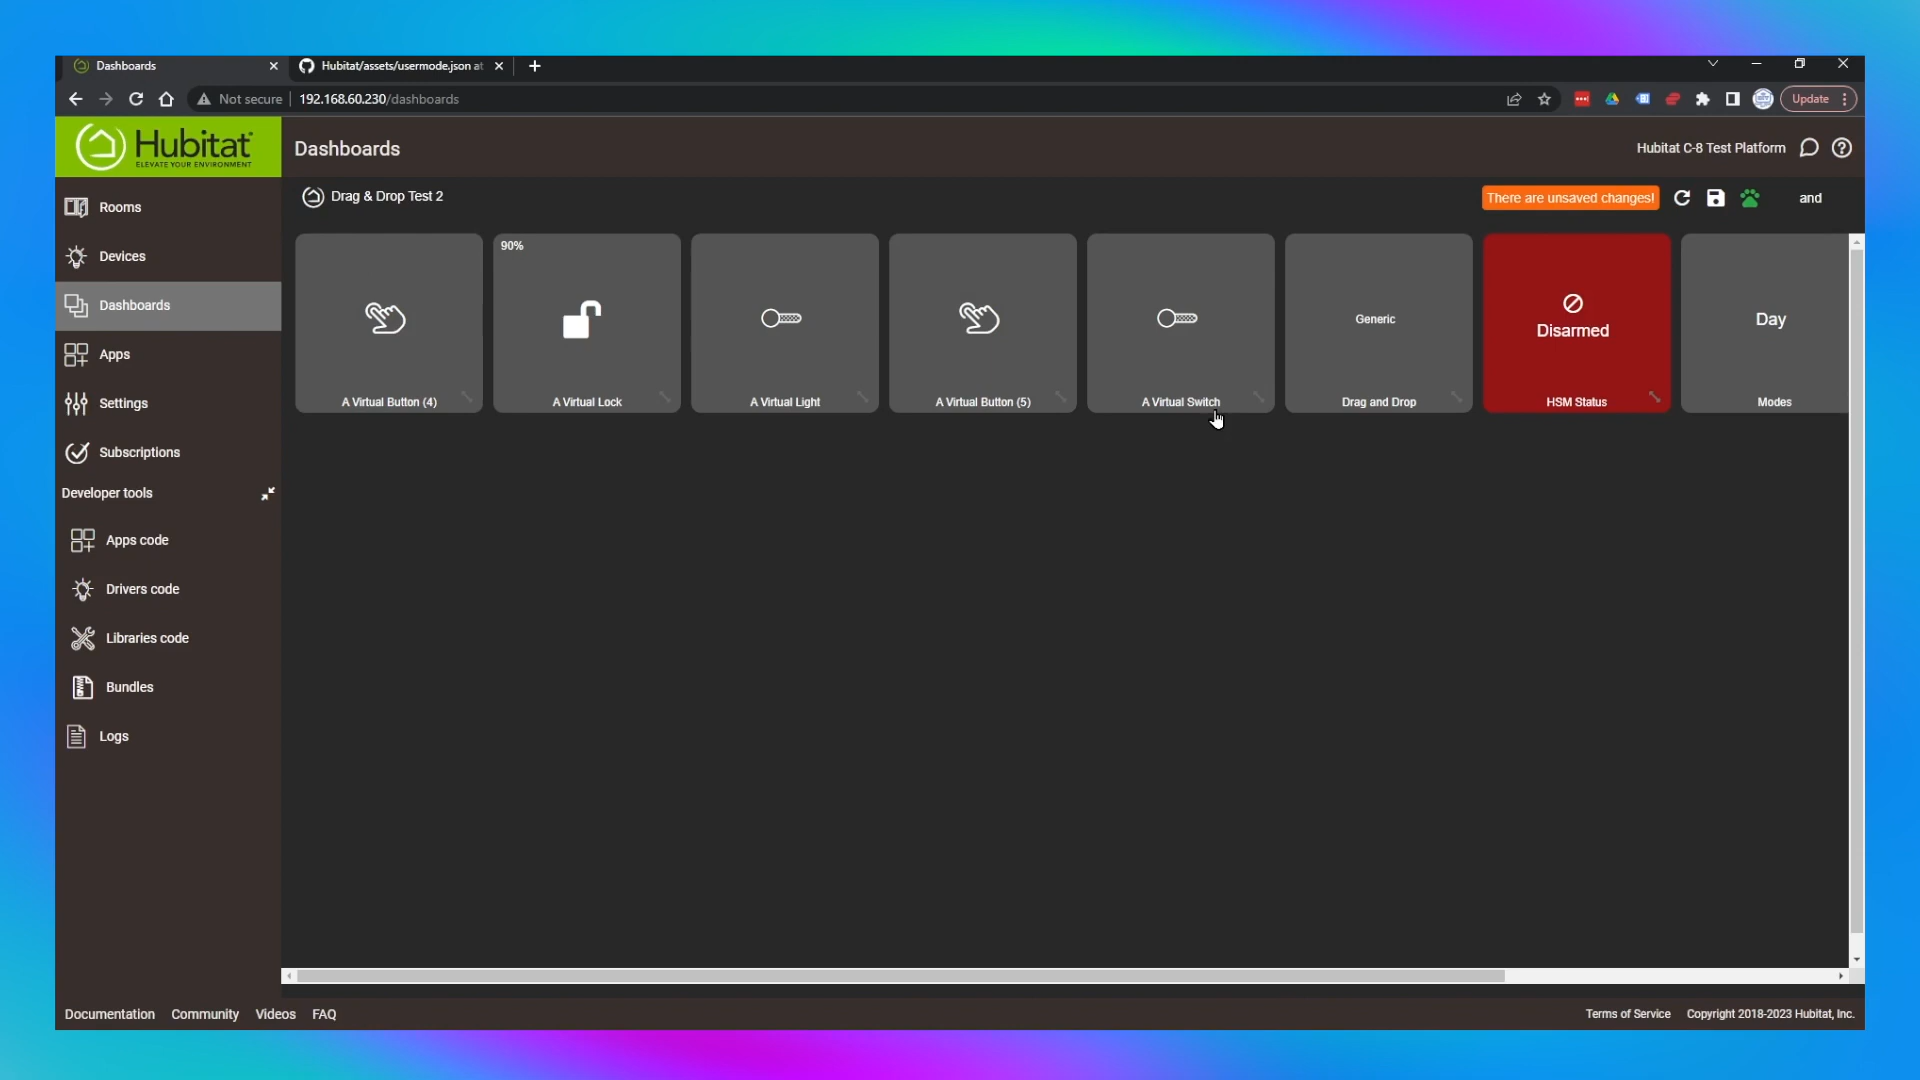 Dashboards
Hubitat/assets/usermode.json at
Not secure
192.168.60.230/dashboards
Update
Hubitat
ELEVATE YOUR ENVIRONMENT
Dashboards
Hubitat C-8 Test Platform
Rooms
Devices
Dashboards
Apps
Settings
Subscriptions
Developer tools
Apps code
Drivers code
Libraries code
Bundles
Logs
Drag & Drop Test 2
There are unsaved changes!
and
A Virtual Button (4)
90%
A Virtual Lock
A Virtual Light
A Virtual Button (5)
A Virtual Switch
Generic
Drag and Drop
Disarmed
HSM Status
Day
Modes
Documentation
Community
Videos
FAQ
Terms of Service
Copyright 2018-2023 Hubitat, Inc.